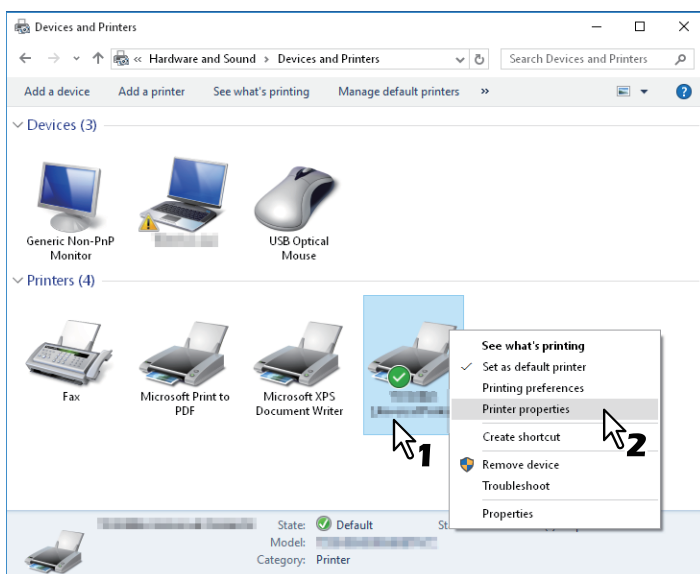 Devices and Printers
« Hardware and Sound > Devices and Printers
Search Devices and Printers
Add a device Add a printer See what's printing Manage default printers » ?
Devices (3)
Generic Non-PnP
Monitor
USB Optical
Mouse
Printers (4)
Fax
Microsoft Print to
PDF
Microsoft XPS
Document Writer
1
See what's printing
Set as default printer
Printing preferences
Printer properties
2
Create shortcut
Remove device
Troubleshoot
Properties
State: Default
Model:
Category: Printer